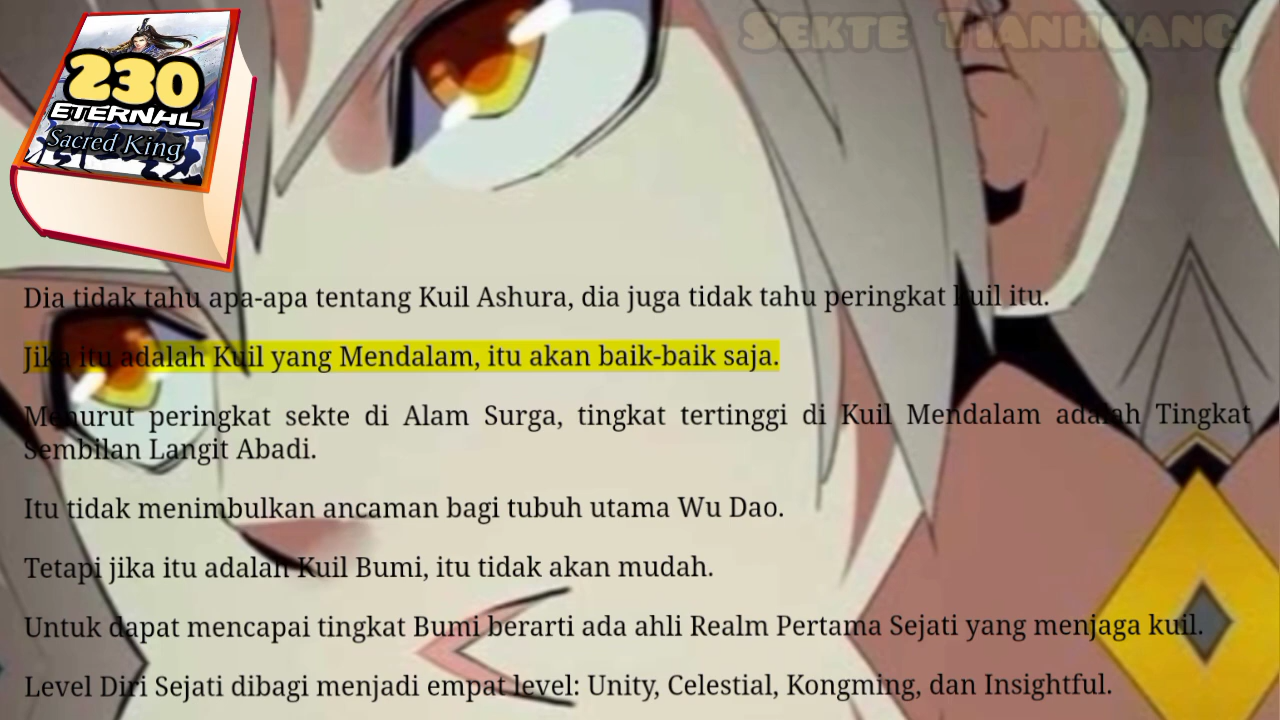 SEKTE TIANHUANG
230
ETERNAL
Sacred King
Dia tidak tahu apa-apa tentang Kuil Ashura, dia juga tidak tahu peringkat kuil itu.
Jika itu adalah Kuil yang Mendalam, itu akan baik-baik saja.
Menurut peringkat sekte di Alam Surga, tingkat tertinggi di Kuil Mendalam adalah Tingkat
Sembilan Langit Abadi.
Itu tidak menimbulkan ancaman bagi tubuh utama Wu Dao.
Tetapi jika itu adalah Kuil Bumi, itu tidak akan mudah.
Untuk dapat mencapai tingkat Bumi berarti ada ahli Realm Pertama Sejati yang menjaga kuil.
Level Diri Sejati dibagi menjadi empat level: Unity, Celestial, Kongming, dan Insightful.